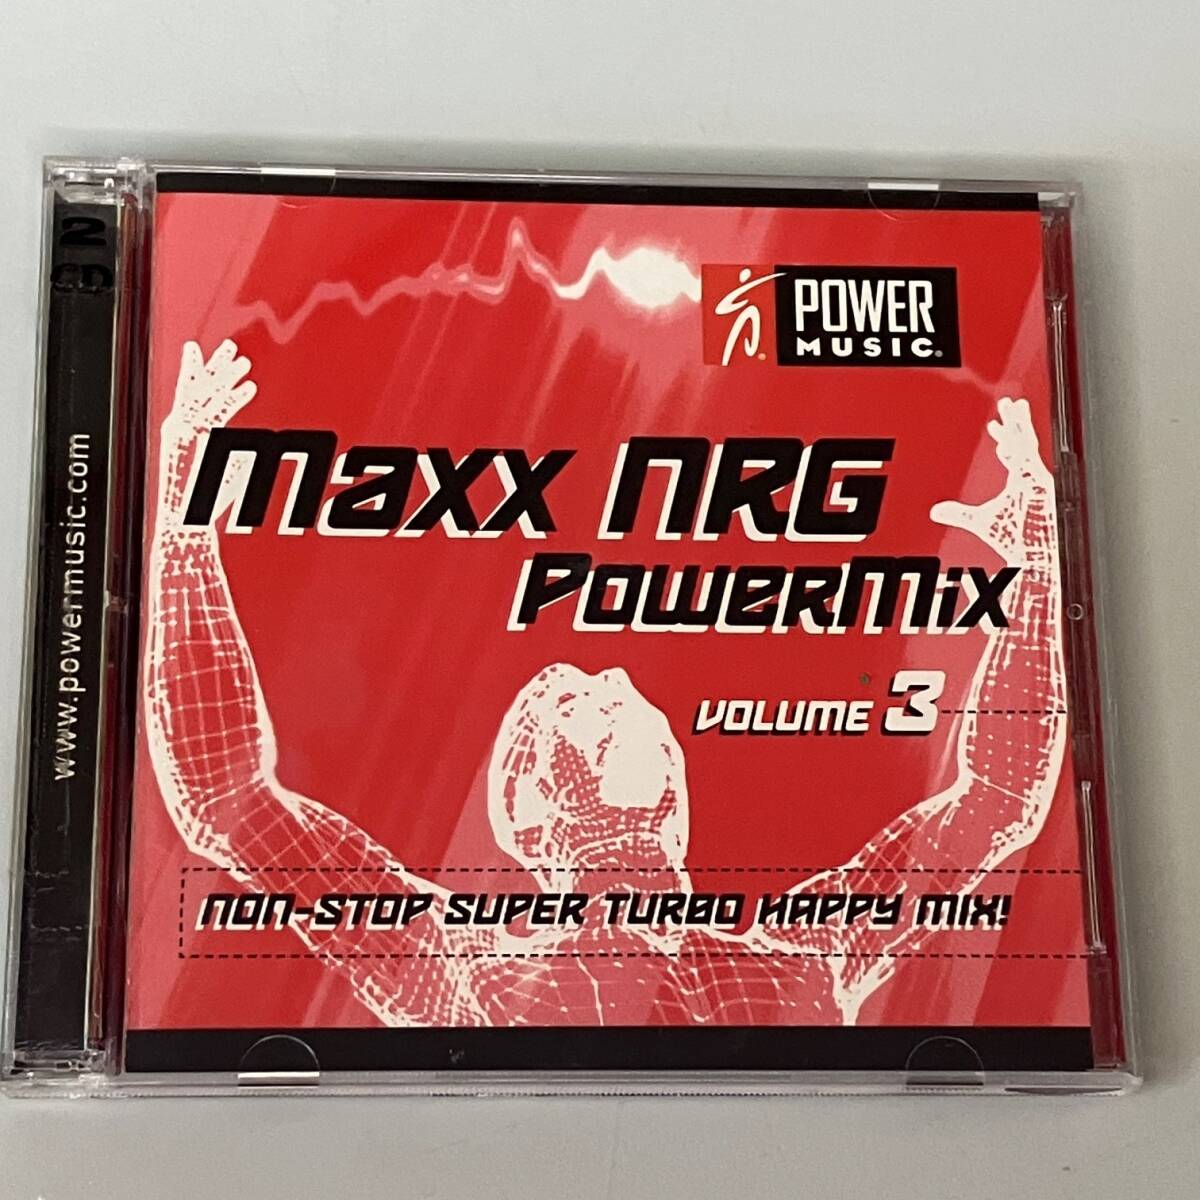 2
CD
www.powermusic.com
POWER
MUSIC®
Maxx NRG
PowerMix
VOLUME 3
NON-STOP SUPER TURBO HAPPY MIX!